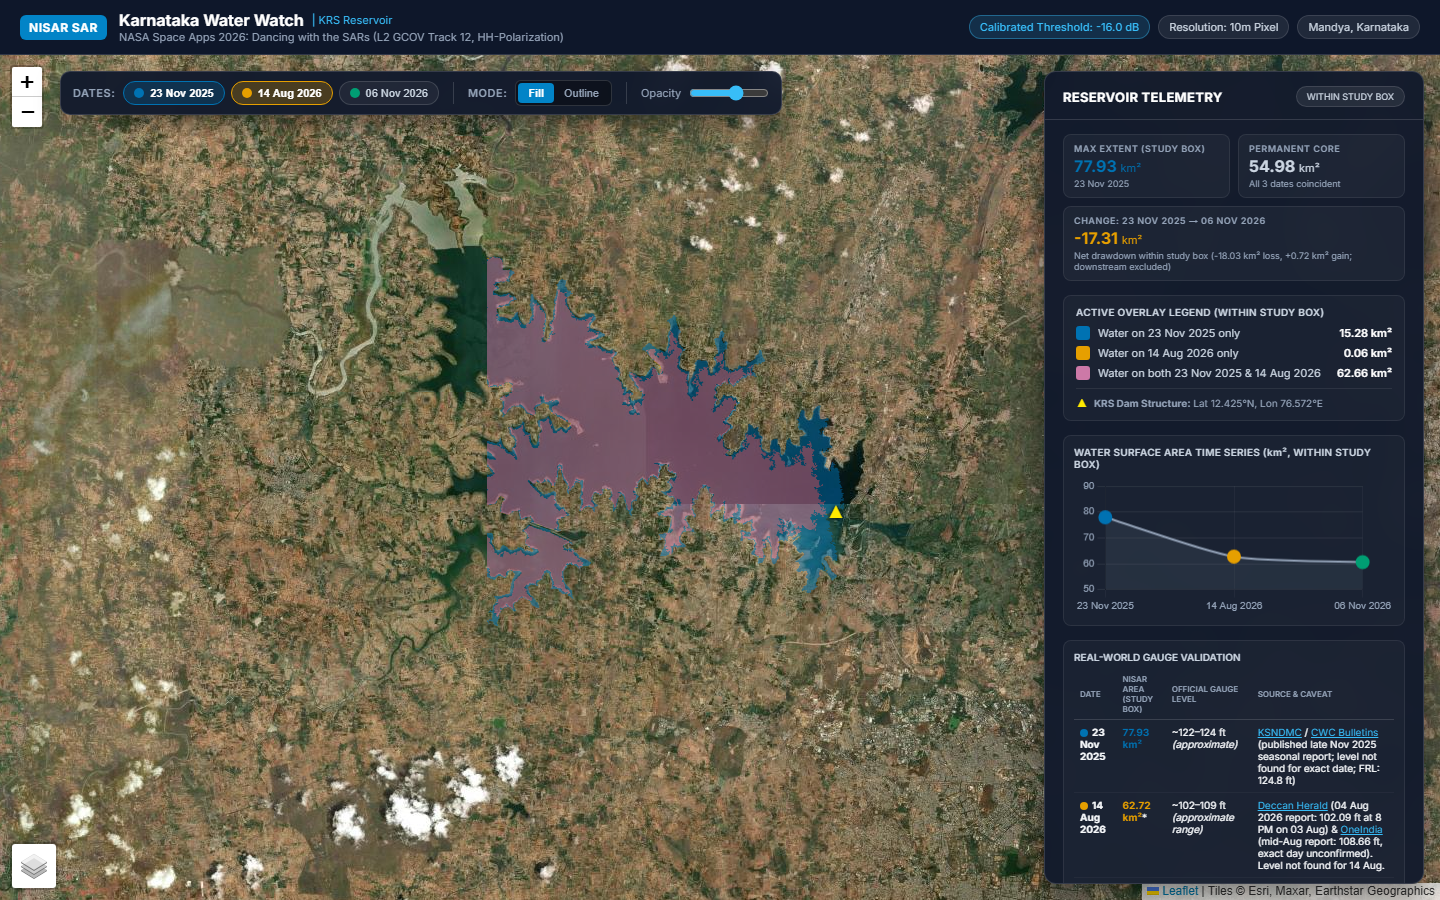 NISAR SAR
Karnataka Water Watch | KRS Reservoir
NASA Space Apps 2026: Dancing with the SARs (L2 GCOV Track 12, HH-Polarization)
Calibrated Threshold: -16.0 dB
Resolution: 10m Pixel
Mandya, Karnataka
+
−
DATES: 23 Nov 2025 14 Aug 2026 06 Nov 2026 MODE: Fill Outline Opacity
RESERVOIR TELEMETRY
WITHIN STUDY BOX
MAX EXTENT (STUDY BOX)
77.93 km²
23 Nov 2025
PERMANENT CORE
54.98 km²
All 3 dates coincident
CHANGE: 23 NOV 2025 → 06 NOV 2026
-17.31 km²
Net drawdown within study box (-18.03 km² loss, +0.72 km² gain;
downstream excluded)
ACTIVE OVERLAY LEGEND (WITHIN STUDY BOX)
Water on 23 Nov 2025 only 15.28 km²
Water on 14 Aug 2026 only 0.06 km²
Water on both 23 Nov 2025 & 14 Aug 2026 62.66 km²
KRS Dam Structure: Lat 12.425°N, Lon 76.572°E
WATER SURFACE AREA TIME SERIES (km², WITHIN STUDY
BOX)
90
80
70
60
50
23 Nov 2025 14 Aug 2026 06 Nov 2026
REAL-WORLD GAUGE VALIDATION
DATE
NISAR
AREA
(STUDY
BOX)
OFFICIAL GAUGE
LEVEL
SOURCE & CAVEAT
23
Nov
2025
77.93
km²
~122–124 ft
(approximate)
KSNDMC / CWC Bulletins
(published late Nov 2025
seasonal report; level not
found for exact date; FRL:
124.8 ft)
14
Aug
2026
62.72
km²*
~102–109 ft
(approximate
range)
Deccan Herald (04 Aug
2026 report: 102.09 ft at 8
PM on 03 Aug) & OneIndia
(mid-Aug report: 108.66 ft,
exact day unconfirmed).
Level not found for 14 Aug.
Leaflet | Tiles © Esri, Maxar, Earthstar Geographics